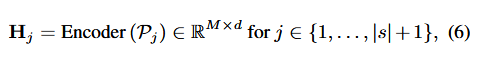 H_j = Encoder (𝒫_j) ∈ ℝ^{M×d} for j ∈ {1, . . . , |s|+1}, (6)